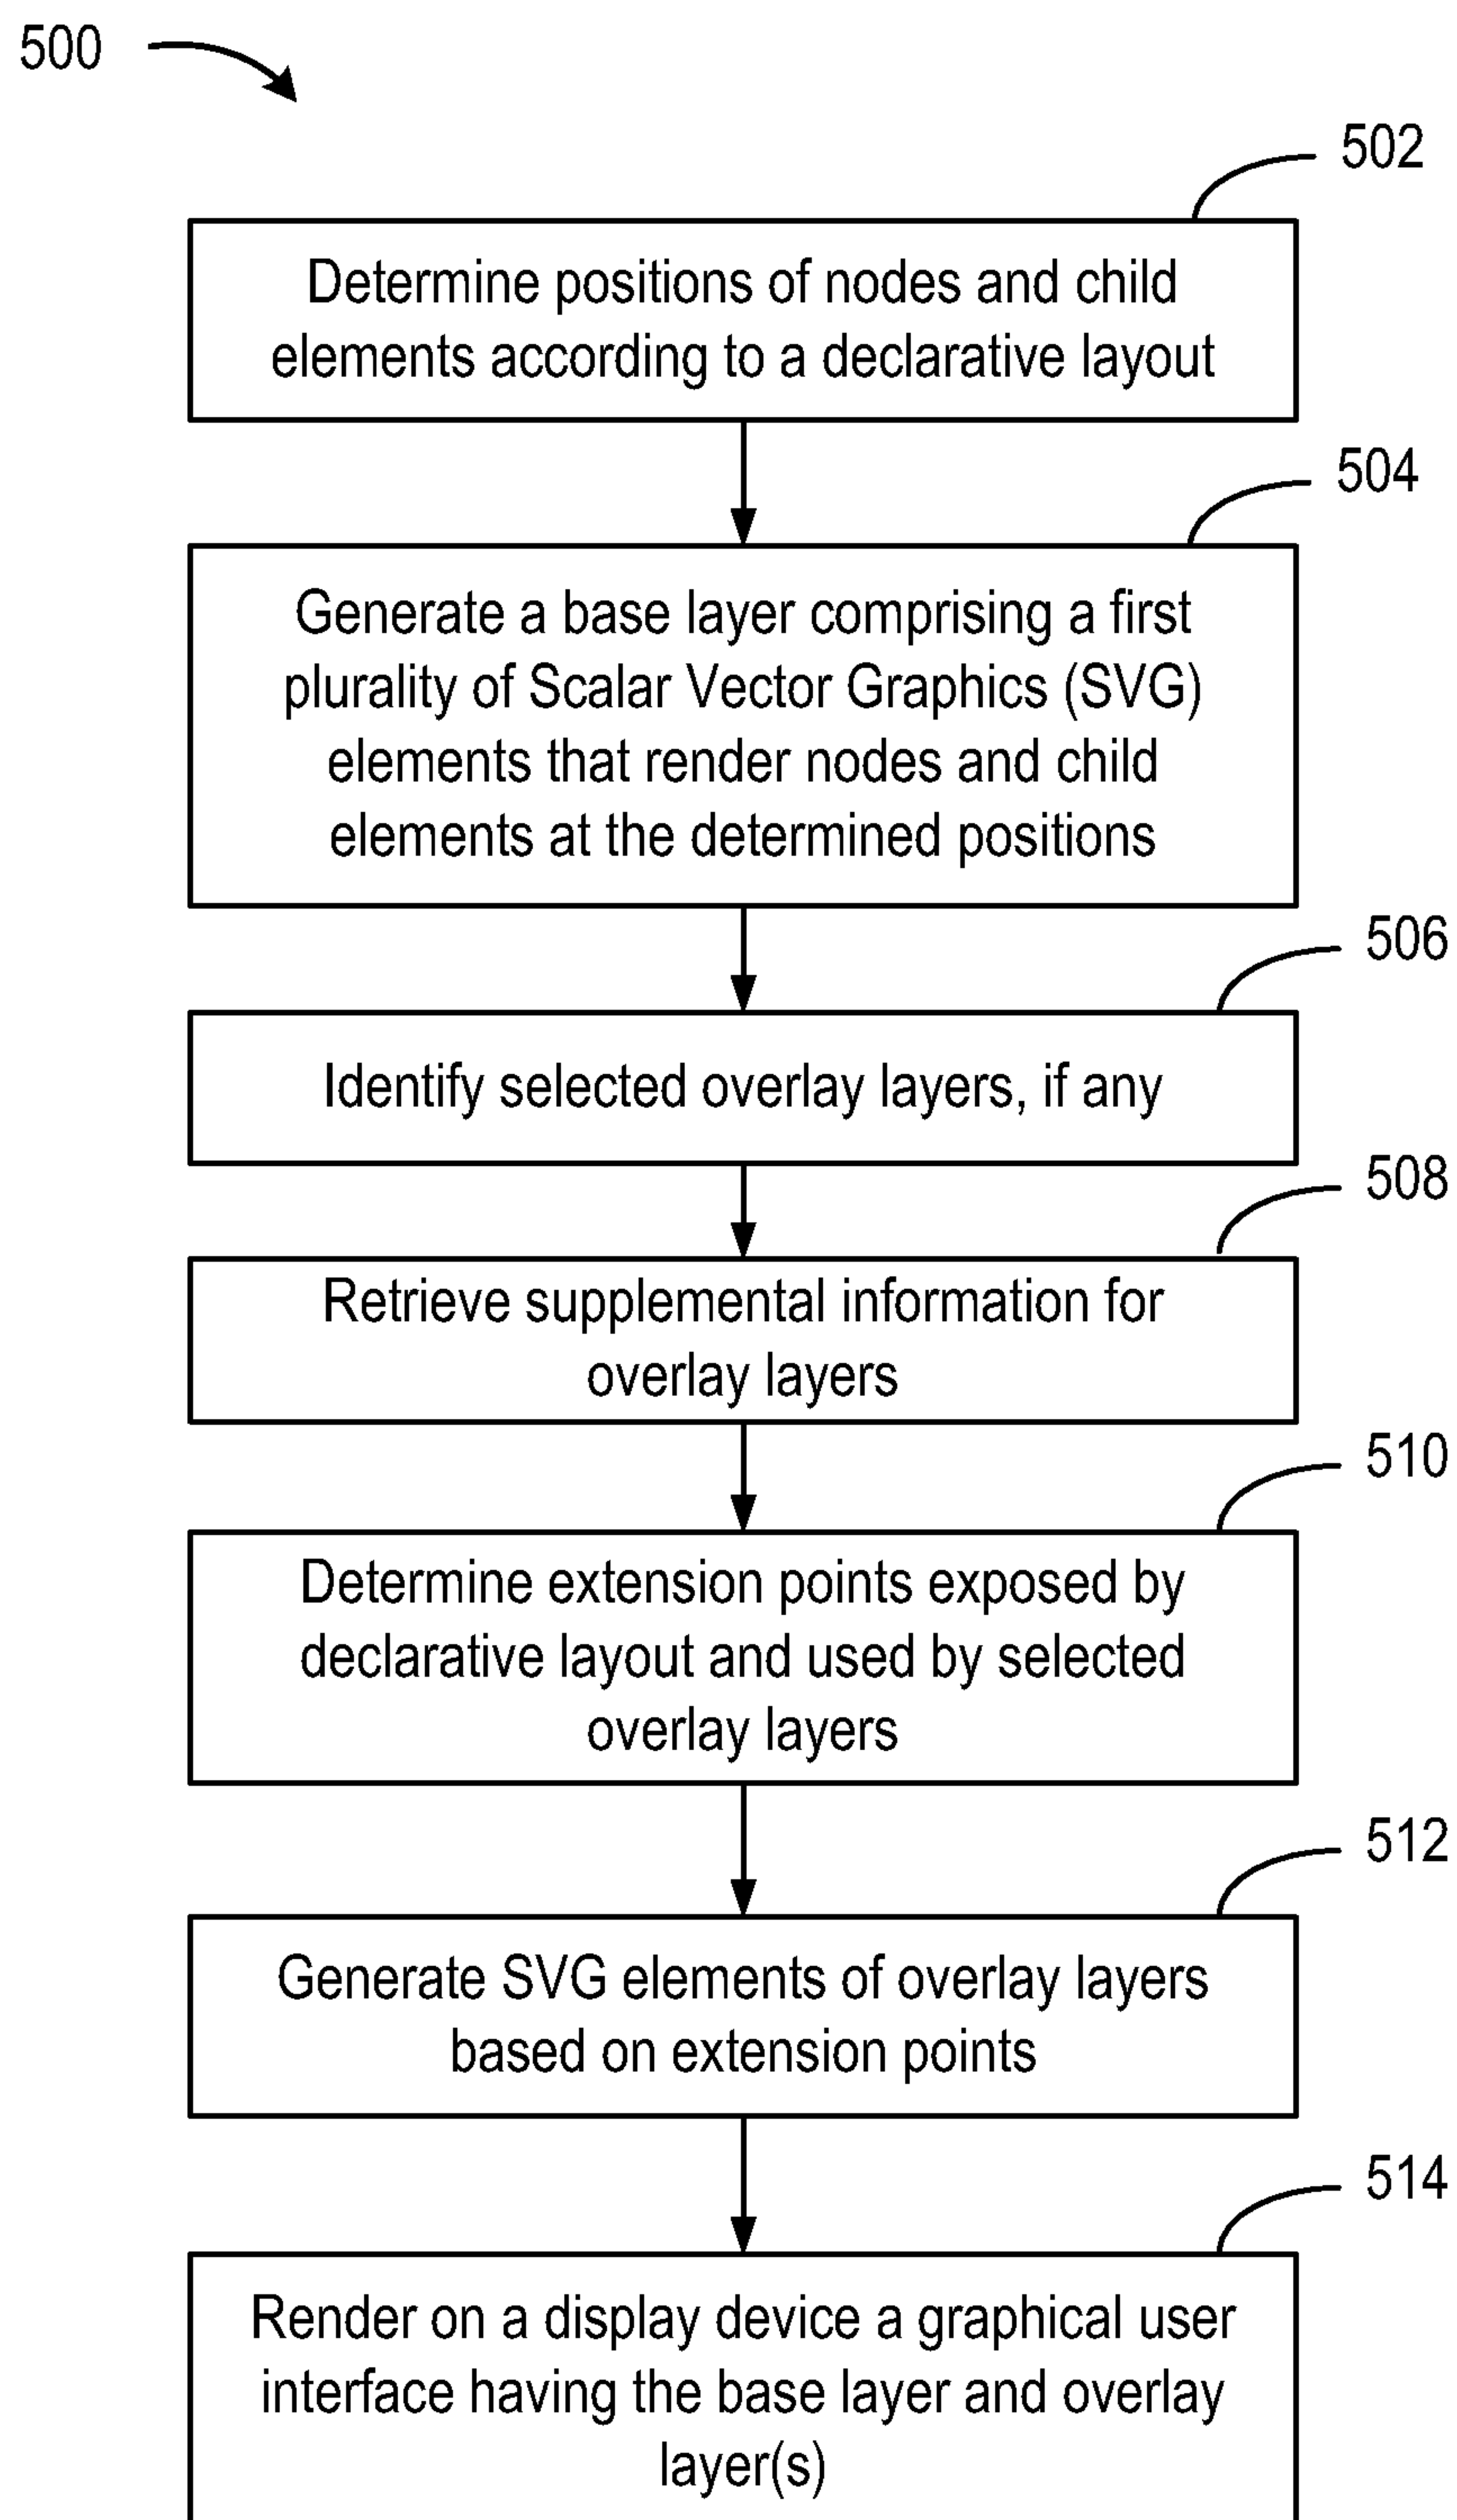 500
502
Determine positions of nodes and child
elements according to a declarative layout
504
Generate a base layer comprising a first
plurality of Scalar Vector Graphics (SVG)
elements that render nodes and child
elements at the determined positions
506
Identify selected overlay layers, if any
508
Retrieve supplemental information for
overlay layers
510
Determine extension points exposed by
declarative layout and used by selected
overlay layers
512
Generate SVG elements of overlay layers
based on extension points
514
Render on a display device a graphical user
interface having the base layer and overlay
layer(s)